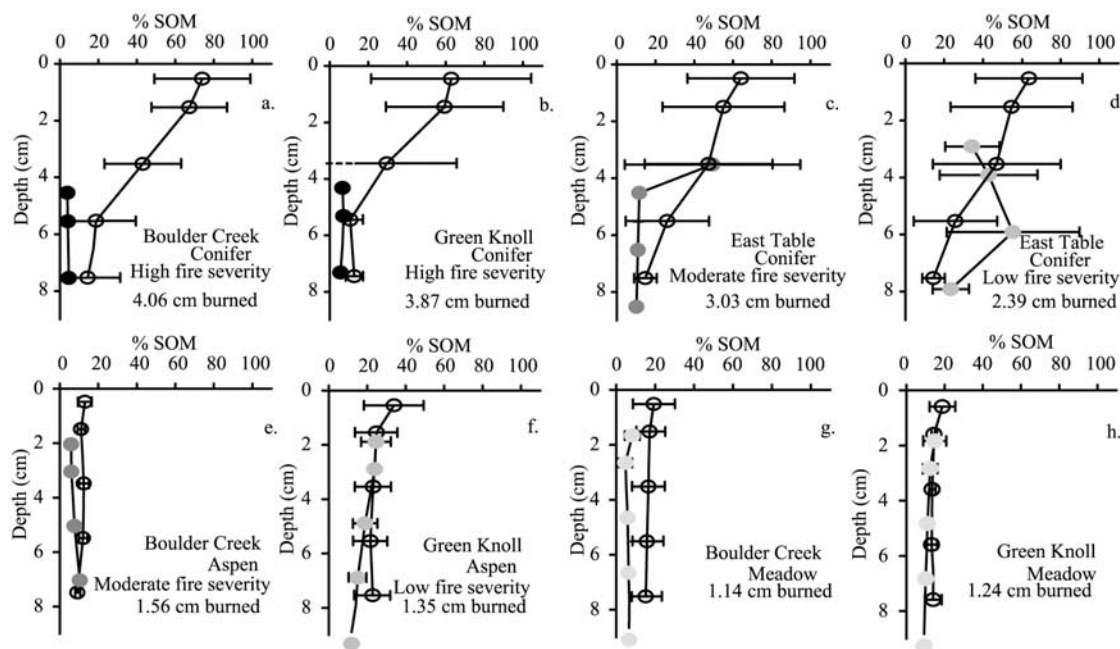 % SOM % SOM % SOM % SOM
0 20 40 60 80 100 0 20 40 60 80 100 0 20 40 60 80 100 0 20 40 60 80 100
0 0 0 0
a. b. c. d
2 2 2 2
Depth (cm) Depth (cm) Depth (cm) Depth (cm)
4 4 4 4
6 6 6 6
8 8 8 8
Boulder Creek
Conifer
High fire severity
4.06 cm burned
Green Knoll
Conifer
High fire severity
3.87 cm burned
East Table
Conifer
Moderate fire severity
3.03 cm burned
East Table
Conifer
Low fire severity
2.39 cm burned
% SOM % SOM % SOM % SOM
0 20 40 60 80 100 0 20 40 60 80 100 0 20 40 60 80 100 0 20 40 60 80 100
0 0 0 0
e. f. g. h.
2 2 2 2
Depth (cm) Depth (cm) Depth (cm) Depth (cm)
4 4 4 4
6 6 6 6
8 8 8 8
Boulder Creek
Aspen
Moderate fire severity
1.56 cm burned
Green Knoll
Aspen
Low fire severity
1.35 cm burned
Boulder Creek
Meadow
1.14 cm burned
Green Knoll
Meadow
1.24 cm burned